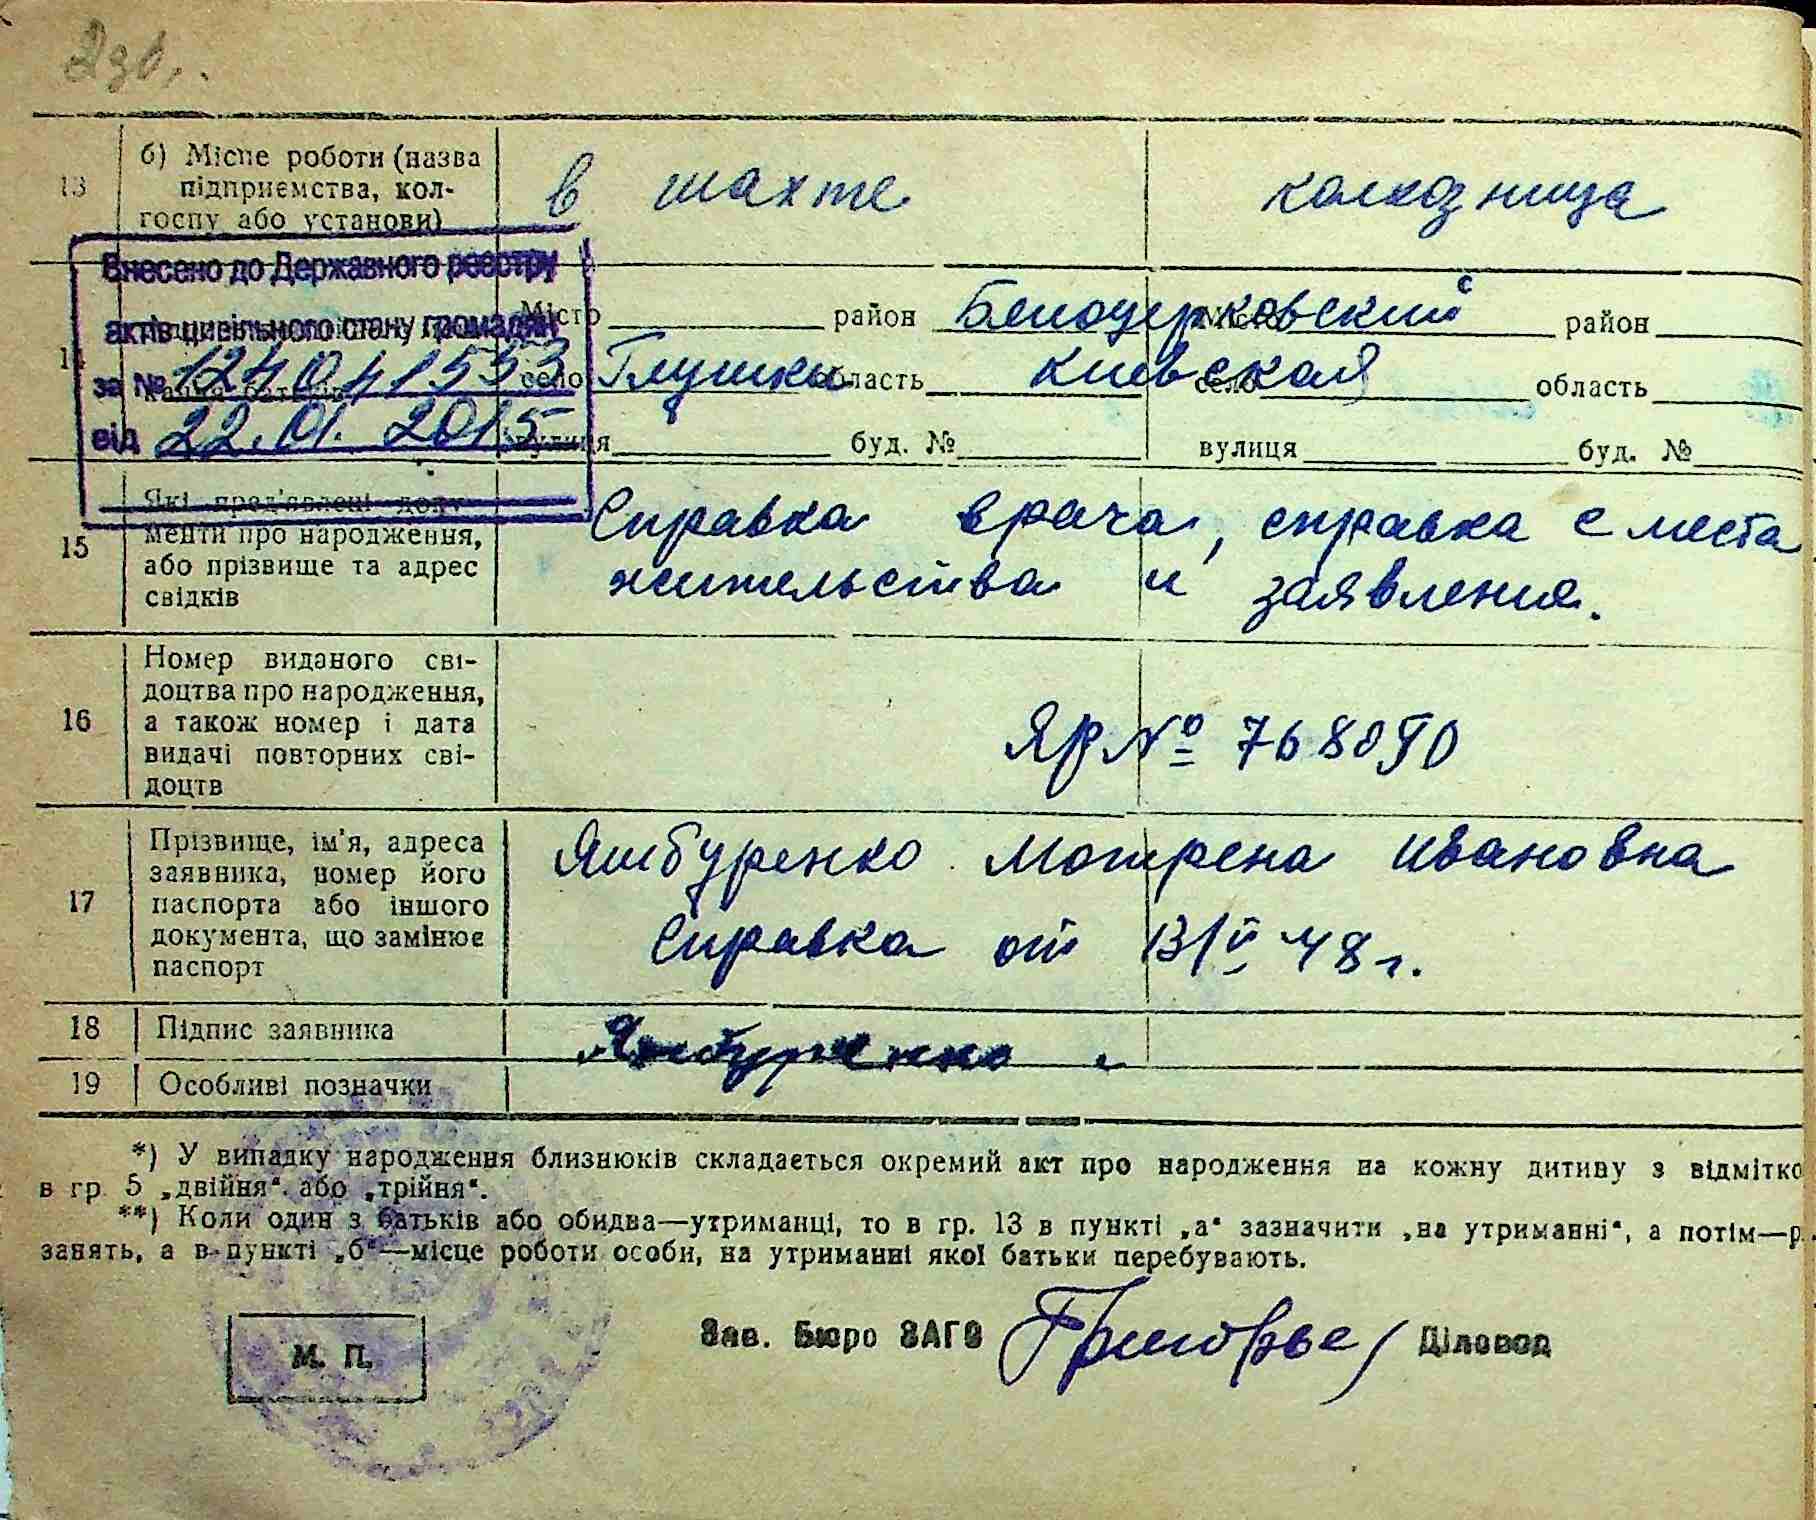 230,.
13 б) Місце роботи (назва підприємства, колгоспу або установи)
в шахте колхозница
Внесено до Державного реєстру
актів цивільного стану громадян
за № 1240 41553
від 22.01. 2015
14
Місто район Белоцерковский Місто район
село Глушки область Киевская село область
вулиця буд. № вулиця буд. №
15 Які пред'явлені доку-
менти про народження,
або прізвище та адрес
свідків
Справка врача, справка с места
жительства и заявления.
16 Номер виданого сві-
доцтва про народження,
а також номер і дата
видачі повторних сві-
доцтв
ЯР № 768090
17 Прізвище, ім'я, адреса
заявника, номер його
паспорта або іншого
документа, що замінює
паспорт
Яшбуренко Мотрена Ивановна
Справка от 13/V 48 г.
18 Підпис заявника
Яшбуренко
19 Особливі позначки
*) У випадку народження близнюків складається окремий акт про народження на кожну дитину з відмітко
в гр. 5 „двійня“ або „трійня“.
**) Коли один з батьків або обидва—утриманці, то в гр. 13 в пункті „а“ зазначити „на утриманні“, а потім—р
занять, а в пункті „б“—місце роботи особи, на утриманні якої батьки перебувають.
М. П.
Зав. Бюро ЗАГС Діловод